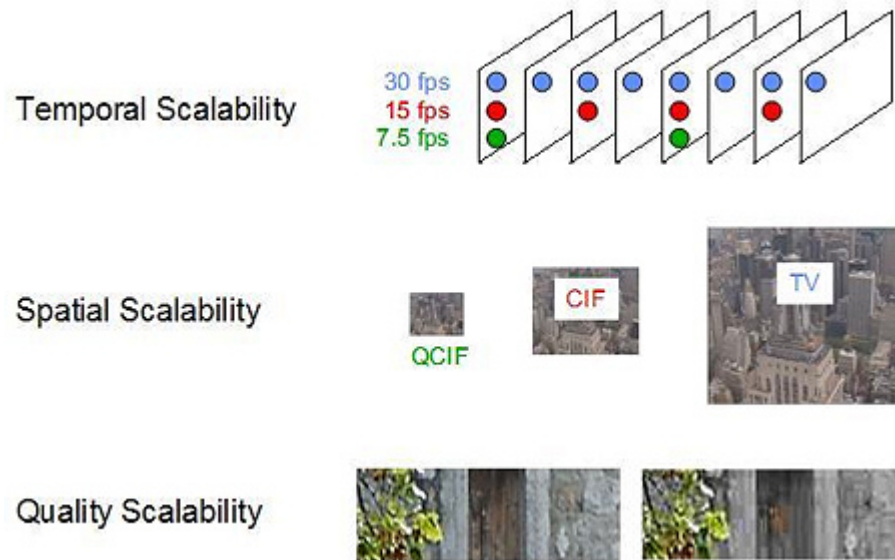 30 fps
Temporal Scalability
15 fps
7.5 fps
TV
CIF
Spatial Scalability
QCIF
Quality Scalability